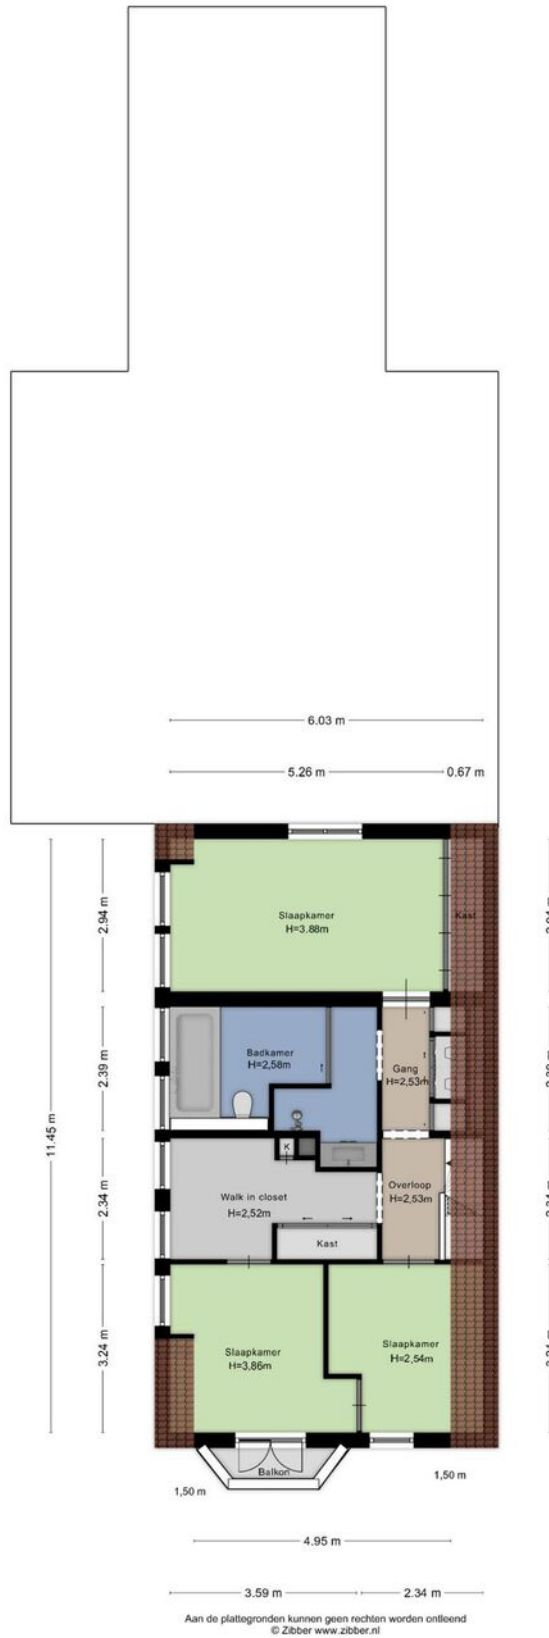 6.03 m
5.26 m
0.67 m
2.94 m
Slaapkamer
H=3.88m
Kast
11.45 m
2.39 m
Badkamer
H=2,58m
Gang
H=2,53m
2.34 m
K
Walk in closet
H=2,52m
Overloop
H=2,53m
Kast
3.24 m
Slaapkamer
H=3,86m
Slaapkamer
H=2,54m
Balkon
1,50 m
1,50 m
4.95 m
3.59 m
2.34 m
Aan de plattegronden kunnen geen rechten worden ontleend
© Zibber www.zibber.nl